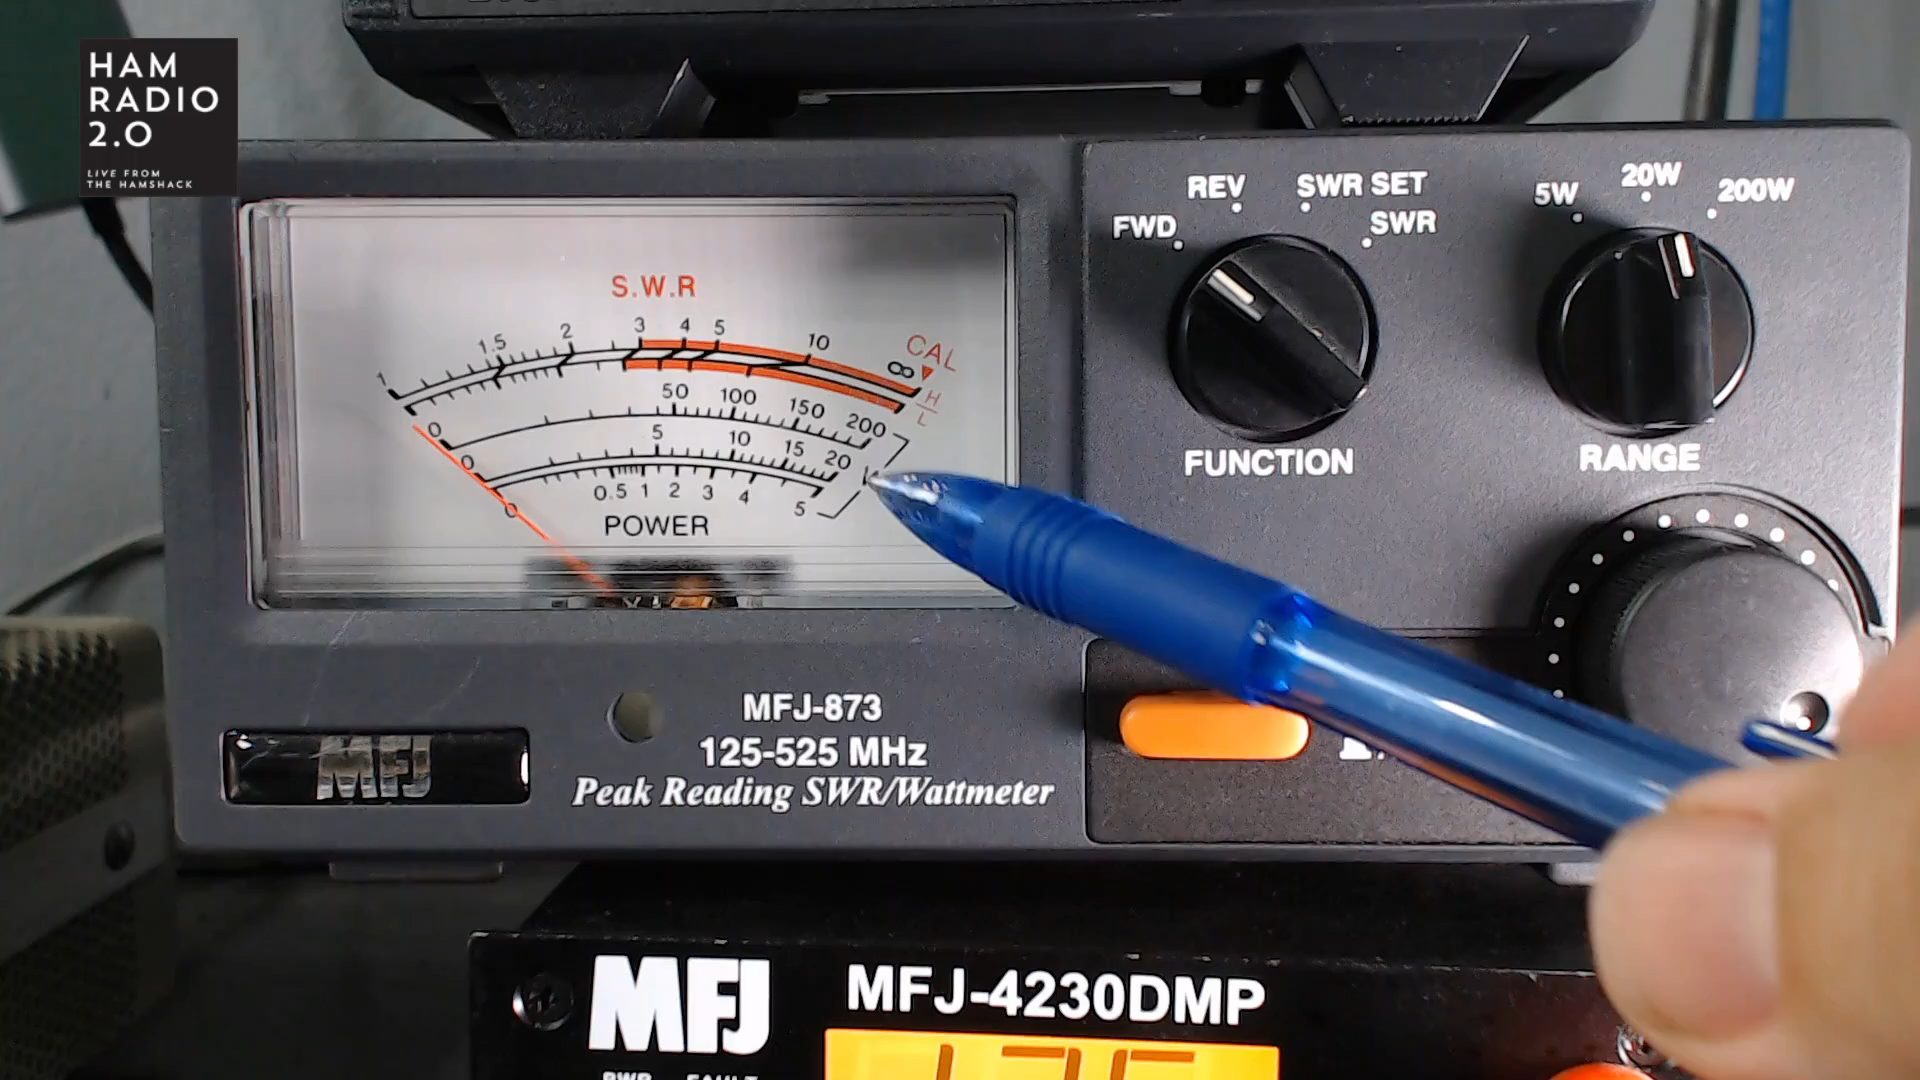 HAM
RADIO
2.0
LIVE FROM
THE HAMSHACK
S.W.R
1 1.5 2 3 4 5 10 ∞
CAL
H
L
0 50 100 150 200
0 5 10 15 20
0 0.5 1 2 3 4 5
POWER
FWD REV SWR SET SWR
FUNCTION
5W 20W 200W
RANGE
MFJ
MFJ-873
125-525 MHz
Peak Reading SWR/Wattmeter
MFJ
MFJ-4230DMP